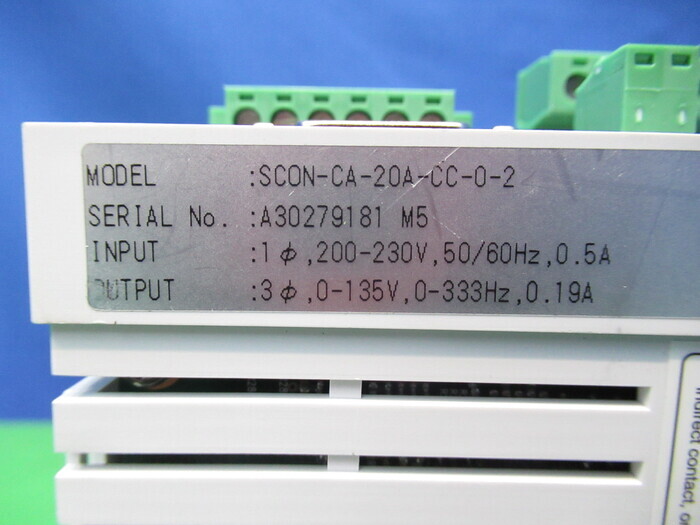 MODEL :SCON-CA-20A-CC-0-2
SERIAL No. :A30279181 M5
INPUT :1φ,200-230V,50/60Hz,0.5A
OUTPUT :3φ,0-135V,0-333Hz,0.19A
indirect contact,